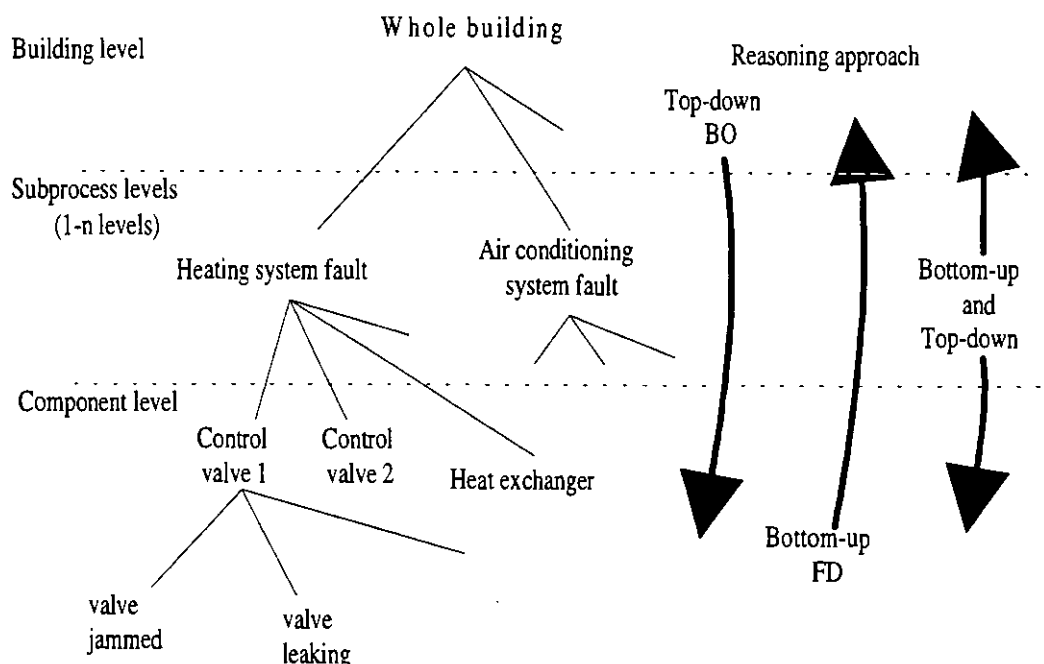 Whole building
Building level
Reasoning approach
Top-down
BO
Subprocess levels
(1-n levels)
Heating system fault
Air conditioning
system fault
Bottom-up
and
Top-down
Component level
Control
valve 1
Control
valve 2
Heat exchanger
Bottom-up
FD
valve
jammed
valve
leaking